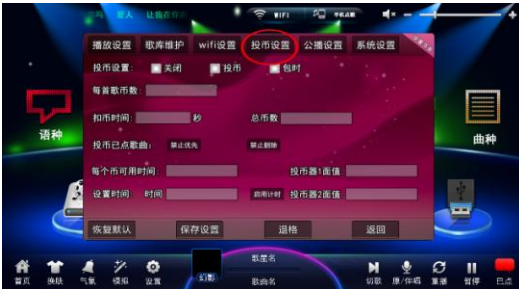 让我在你
WIFI
播放设置 歌库维护 wifi设置 投币设置 公播设置 系统设置
投币设置: 关闭 投币 包时
每首歌币数:
扣币时间: 秒 总币数
语种 曲种
投币已点歌曲: 禁止优先 禁止删除
每个币可用时间: 投币器1面值
设置时间: 时间 启用计时 投币器2面值
恢复默认 保存设置 退格 返回
歌星名
幻影
歌曲名
首页 换肤 气氛 模拟 设置 切歌 原/伴唱 重播 暂停 已点